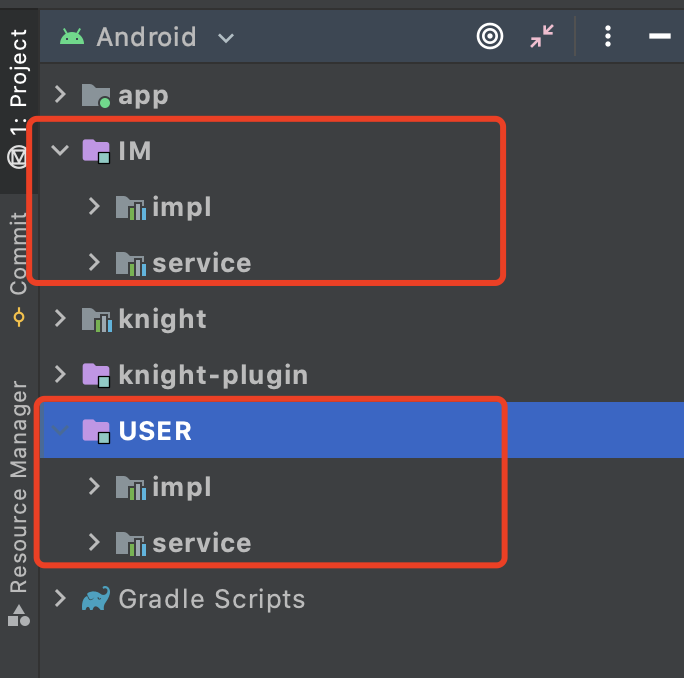 Android
1: Project
app
IM
impl
service
Commit
knight
knight-plugin
USER
impl
service
Resource Manager
Gradle Scripts